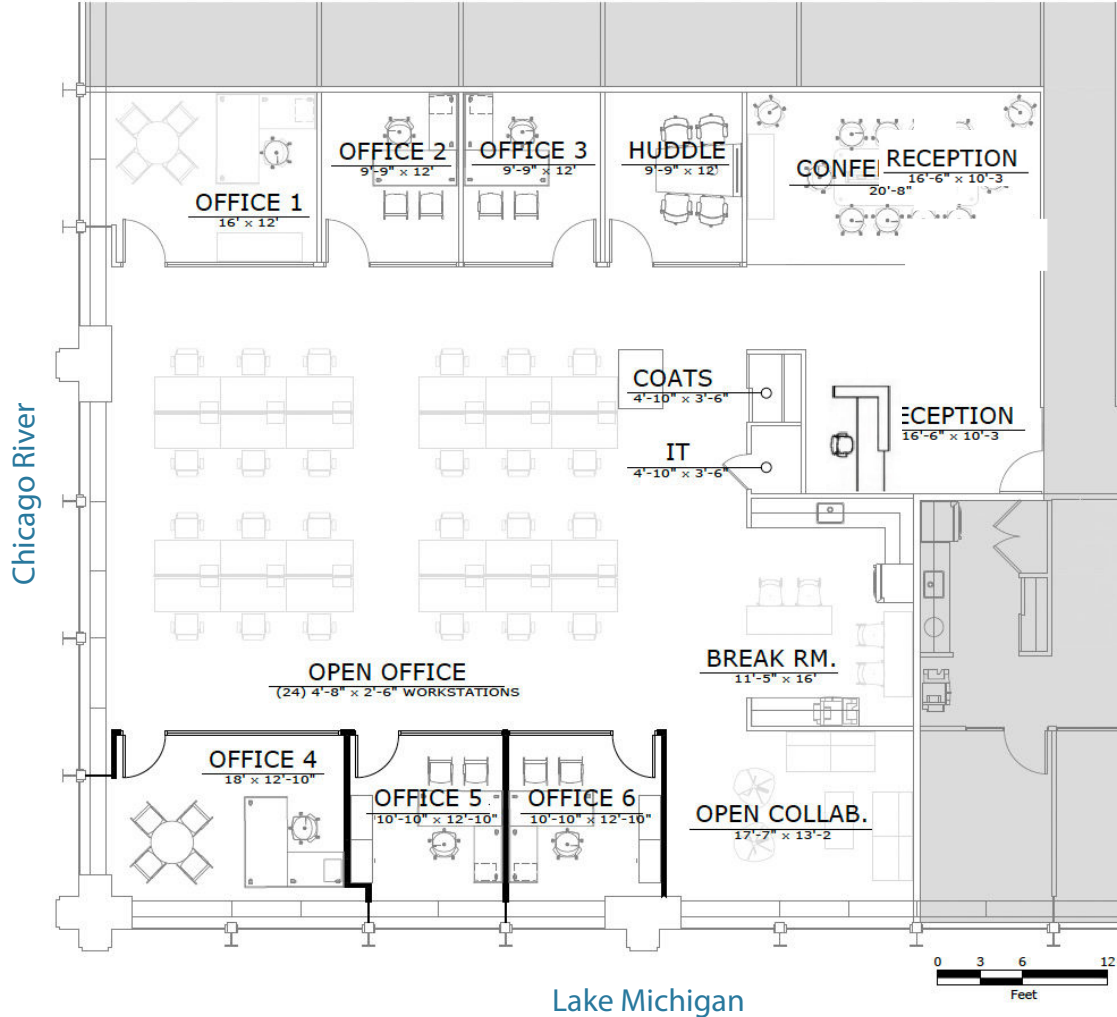 OFFICE 1
16' x 12'
OFFICE 2
9'-9" x 12'
OFFICE 3
9'-9" x 12'
HUDDLE
9'-9" x 12'
CONFE
20'-8"
RECEPTION
16'-6" x 10'-3
COATS
4'-10" x 3'-6"
ECEPTION
16'-6" x 10'-3
IT
4'-10" x 3'-6"
Chicago River
OPEN OFFICE
(24) 4'-8" x 2'-6" WORKSTATIONS
BREAK RM.
11'-5" x 16'
OFFICE 4
18' x 12'-10"
OFFICE 5
10'-10" x 12'-10"
OFFICE 6
10'-10" x 12'-10"
OPEN COLLAB.
17'-7" x 13'-2
0 3 6 12
Feet
Lake Michigan